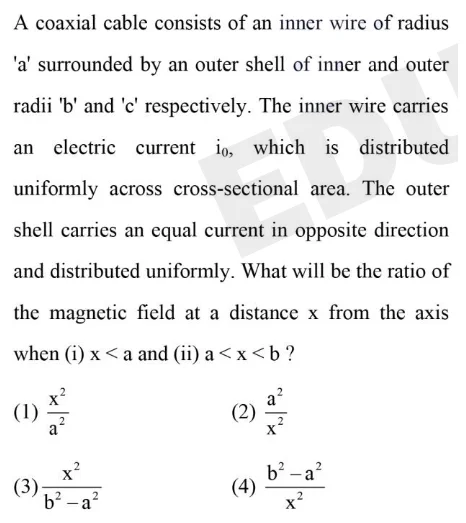 A coaxial cable consists of an inner wire of radius
'a' surrounded by an outer shell of inner and outer
radii 'b' and 'c' respectively. The inner wire carries
an electric current i₀, which is distributed
uniformly across cross-sectional area. The outer
shell carries an equal current in opposite direction
and distributed uniformly. What will be the ratio of
the magnetic field at a distance x from the axis
when (i) x < a and (ii) a < x < b ?
(1) x²/a² (2) a²/x²
(3) x²/(b² – a²) (4) (b² – a²)/x²
EDU